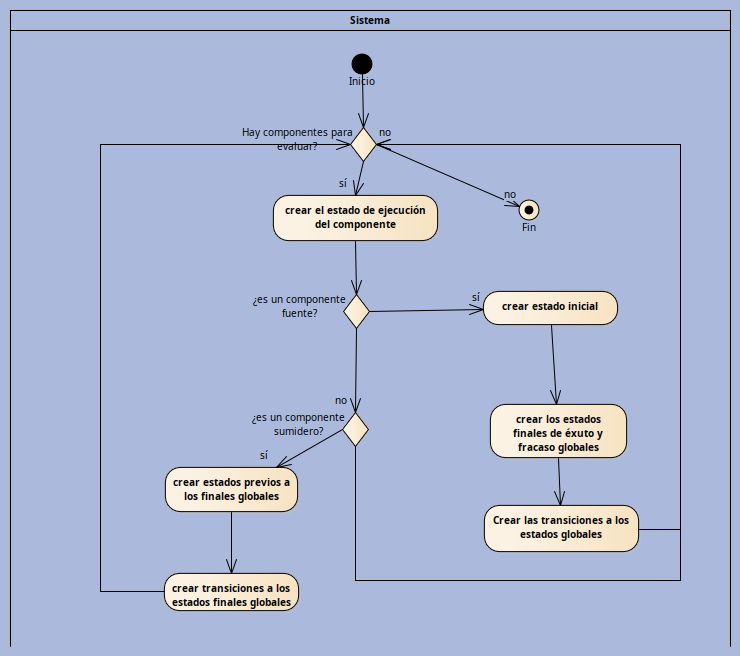 Sistema
Inicio
Hay componentes para
evaluar?
no
sí
no
Fin
crear el estado de ejecución
del componente
¿es un componente
fuente?
sí
crear estado inicial
no
¿es un componente
sumidero?
crear los estados
finales de éxuto y
fracaso globales
sí
crear estados previos a
los finales globales
Crear las transiciones a los
estados globales
crear transiciones a los
estados finales globales